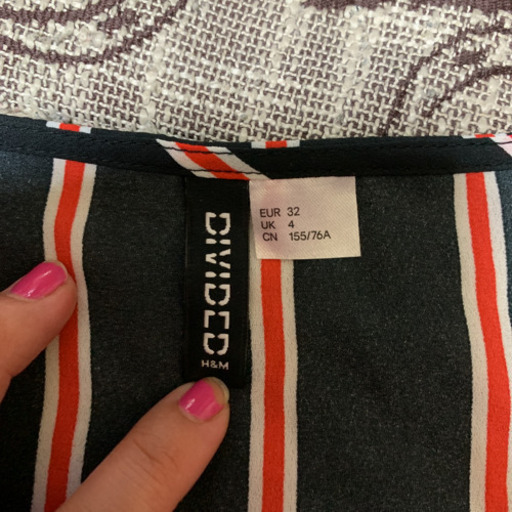 DIVIDED
H&M
EUR 32
UK 4
CN 155/76A